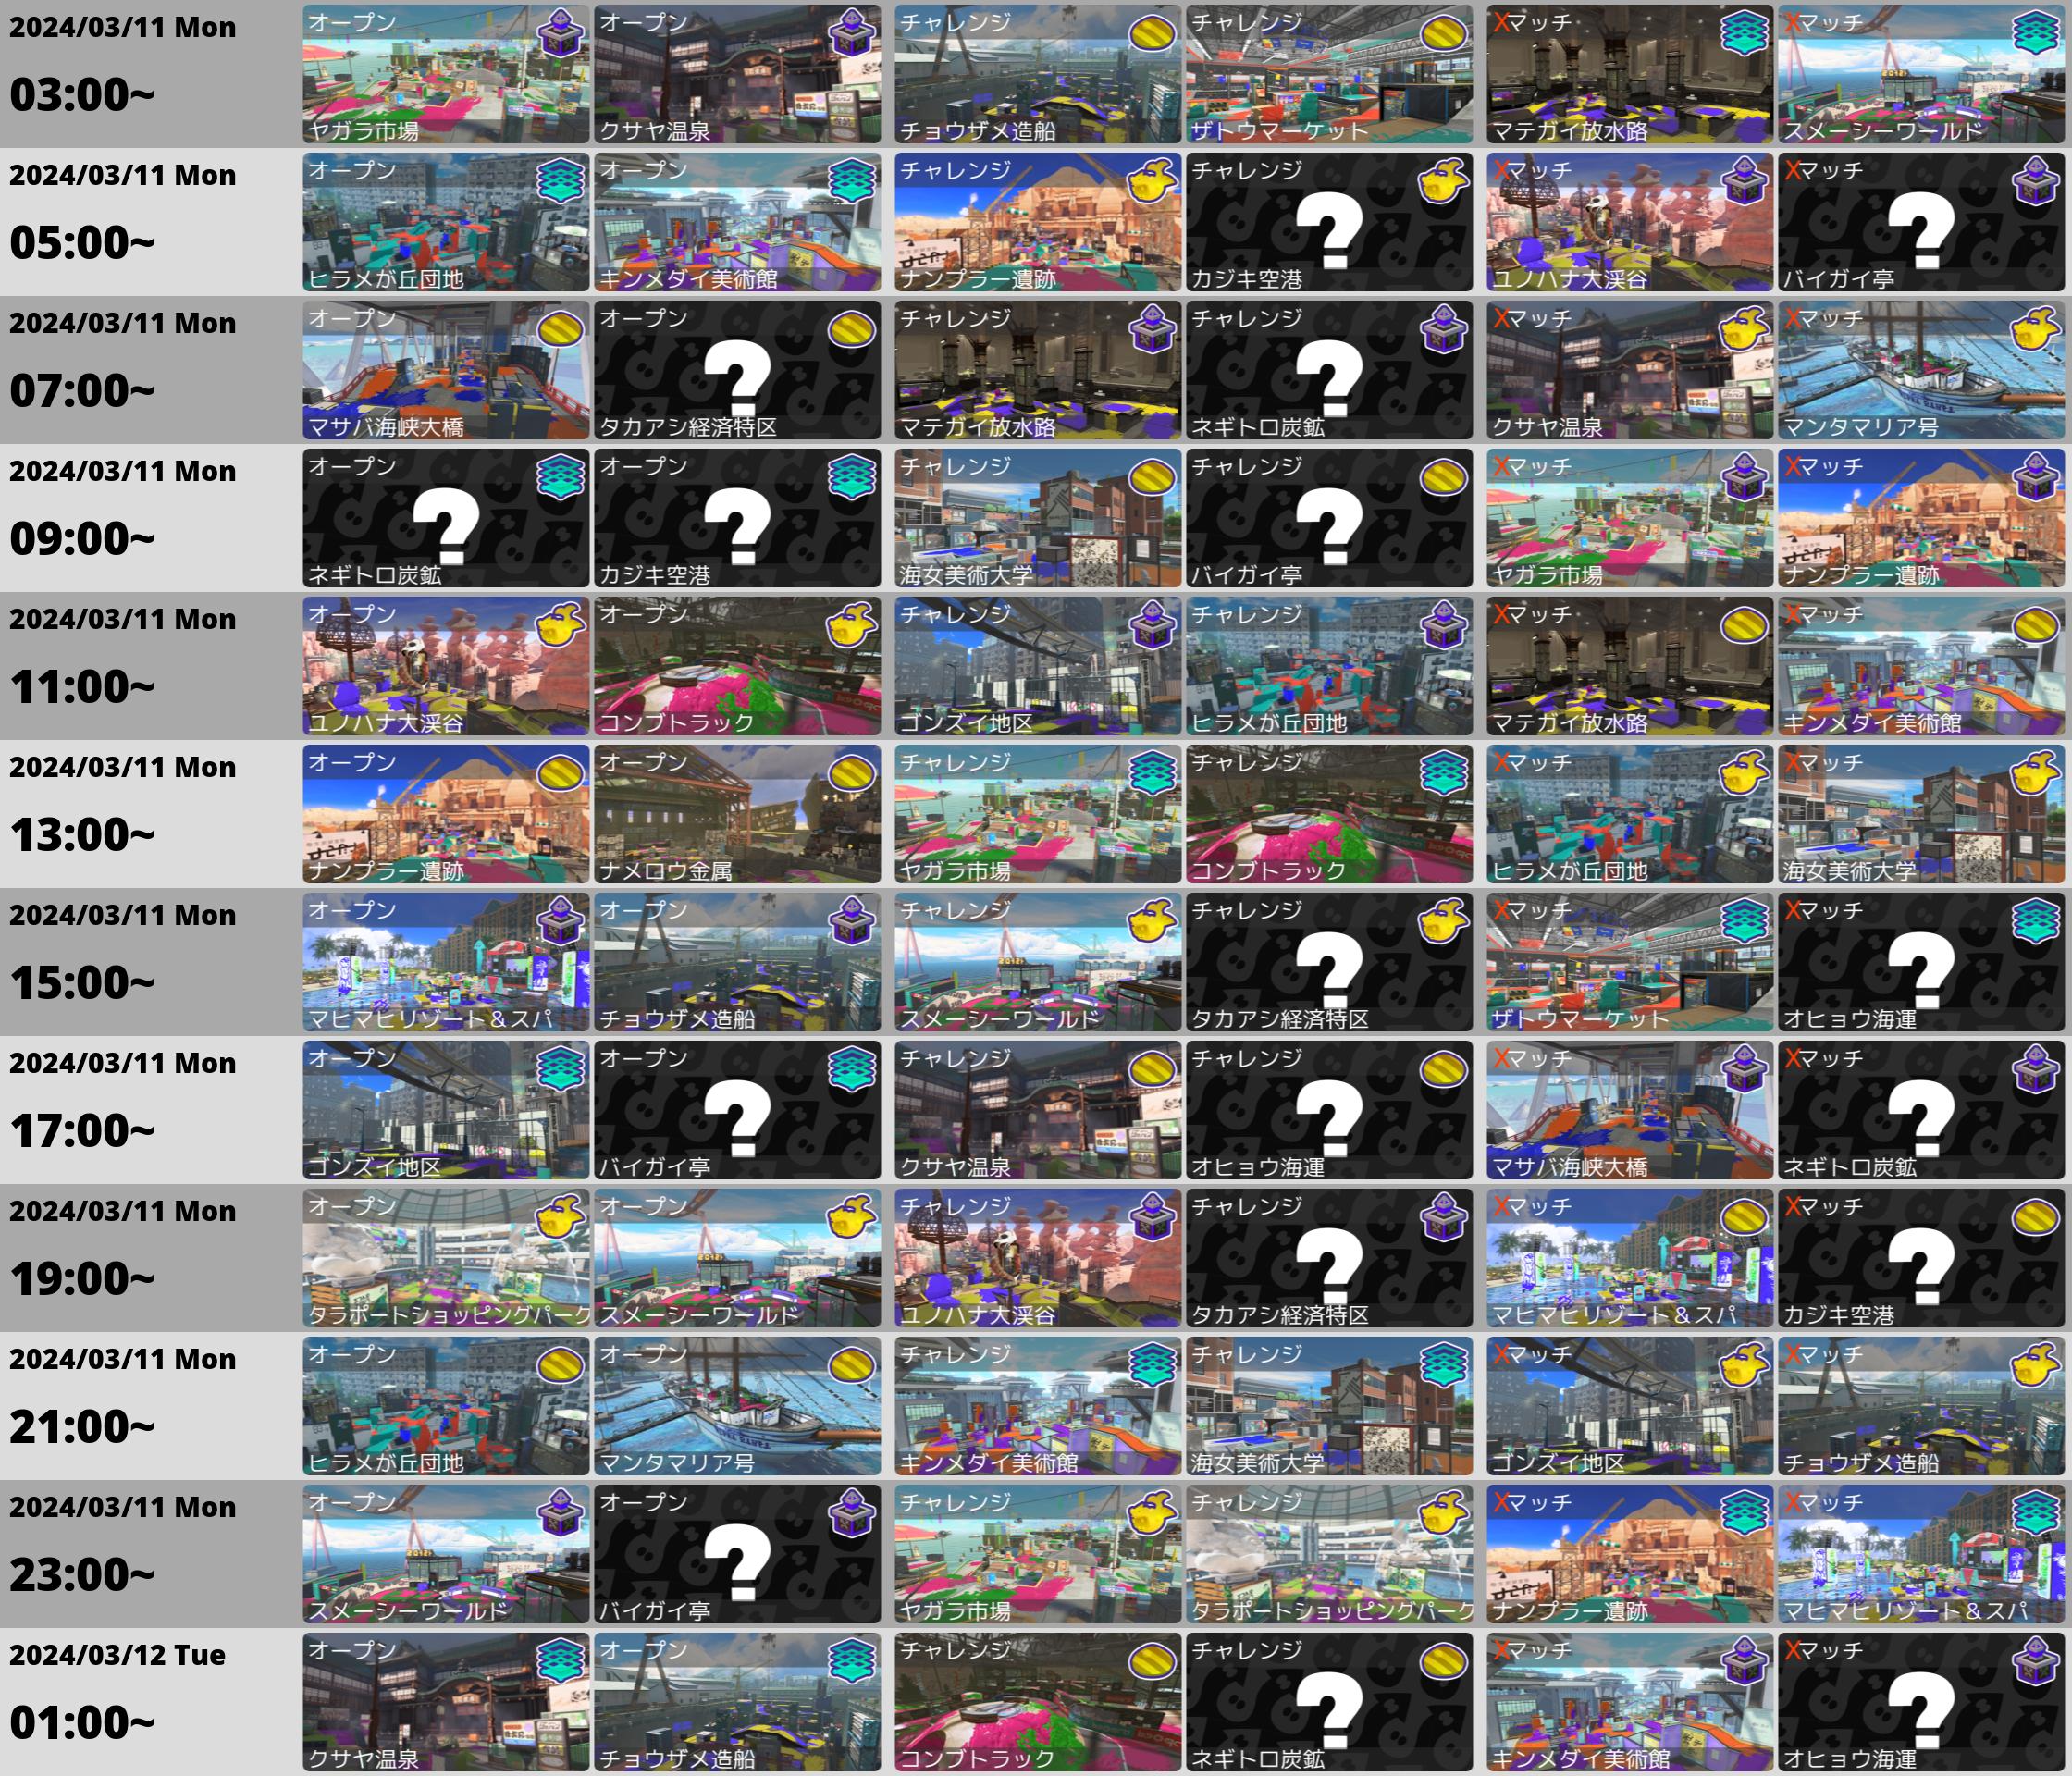 2024/03/11 Mon
03:00~
オープン
ヤガラ市場
オープン
クサヤ温泉
チャレンジ
チョウザメ造船
チャレンジ
ザトウマーケット
Xマッチ
マテガイ放水路
Xマッチ
スメーシーワールド
2024/03/11 Mon
05:00~
オープン
ヒラメが丘団地
オープン
キンメダイ美術館
チャレンジ
ナンプラー遺跡
チャレンジ
?
カジキ空港
Xマッチ
ユノハナ大渓谷
Xマッチ
?
バイガイ亭
2024/03/11 Mon
07:00~
オープン
マサバ海峡大橋
オープン
?
タカアシ経済特区
チャレンジ
マテガイ放水路
チャレンジ
?
ネギトロ炭鉱
Xマッチ
クサヤ温泉
Xマッチ
マンタマリア号
2024/03/11 Mon
09:00~
オープン
?
ネギトロ炭鉱
オープン
?
カジキ空港
チャレンジ
海女美術大学
チャレンジ
?
バイガイ亭
Xマッチ
ヤガラ市場
Xマッチ
ナンプラー遺跡
2024/03/11 Mon
11:00~
オープン
ユノハナ大渓谷
オープン
コンブトラック
チャレンジ
ゴンズイ地区
チャレンジ
ヒラメが丘団地
Xマッチ
マテガイ放水路
Xマッチ
キンメダイ美術館
2024/03/11 Mon
13:00~
オープン
ナンプラー遺跡
オープン
ナメロウ金属
チャレンジ
ヤガラ市場
チャレンジ
コンブトラック
Xマッチ
ヒラメが丘団地
Xマッチ
海女美術大学
2024/03/11 Mon
15:00~
オープン
マヒマヒリゾート&スパ
オープン
チョウザメ造船
チャレンジ
スメーシーワールド
チャレンジ
?
タカアシ経済特区
Xマッチ
ザトウマーケット
Xマッチ
?
オヒョウ海運
2024/03/11 Mon
17:00~
オープン
ゴンズイ地区
オープン
?
バイガイ亭
チャレンジ
クサヤ温泉
チャレンジ
?
オヒョウ海運
Xマッチ
マサバ海峡大橋
Xマッチ
?
ネギトロ炭鉱
2024/03/11 Mon
19:00~
オープン
タラポートショッピングパーク
オープン
スメーシーワールド
チャレンジ
ユノハナ大渓谷
チャレンジ
?
タカアシ経済特区
Xマッチ
マヒマヒリゾート&スパ
Xマッチ
?
カジキ空港
2024/03/11 Mon
21:00~
オープン
ヒラメが丘団地
オープン
マンタマリア号
チャレンジ
キンメダイ美術館
チャレンジ
海女美術大学
Xマッチ
ゴンズイ地区
Xマッチ
チョウザメ造船
2024/03/11 Mon
23:00~
オープン
スメーシーワールド
オープン
?
バイガイ亭
チャレンジ
ヤガラ市場
チャレンジ
タラポートショッピングパーク
Xマッチ
ナンプラー遺跡
Xマッチ
マヒマヒリゾート&スパ
2024/03/12 Tue
01:00~
オープン
クサヤ温泉
オープン
チョウザメ造船
チャレンジ
コンブトラック
チャレンジ
?
ネギトロ炭鉱
Xマッチ
キンメダイ美術館
Xマッチ
?
オヒョウ海運